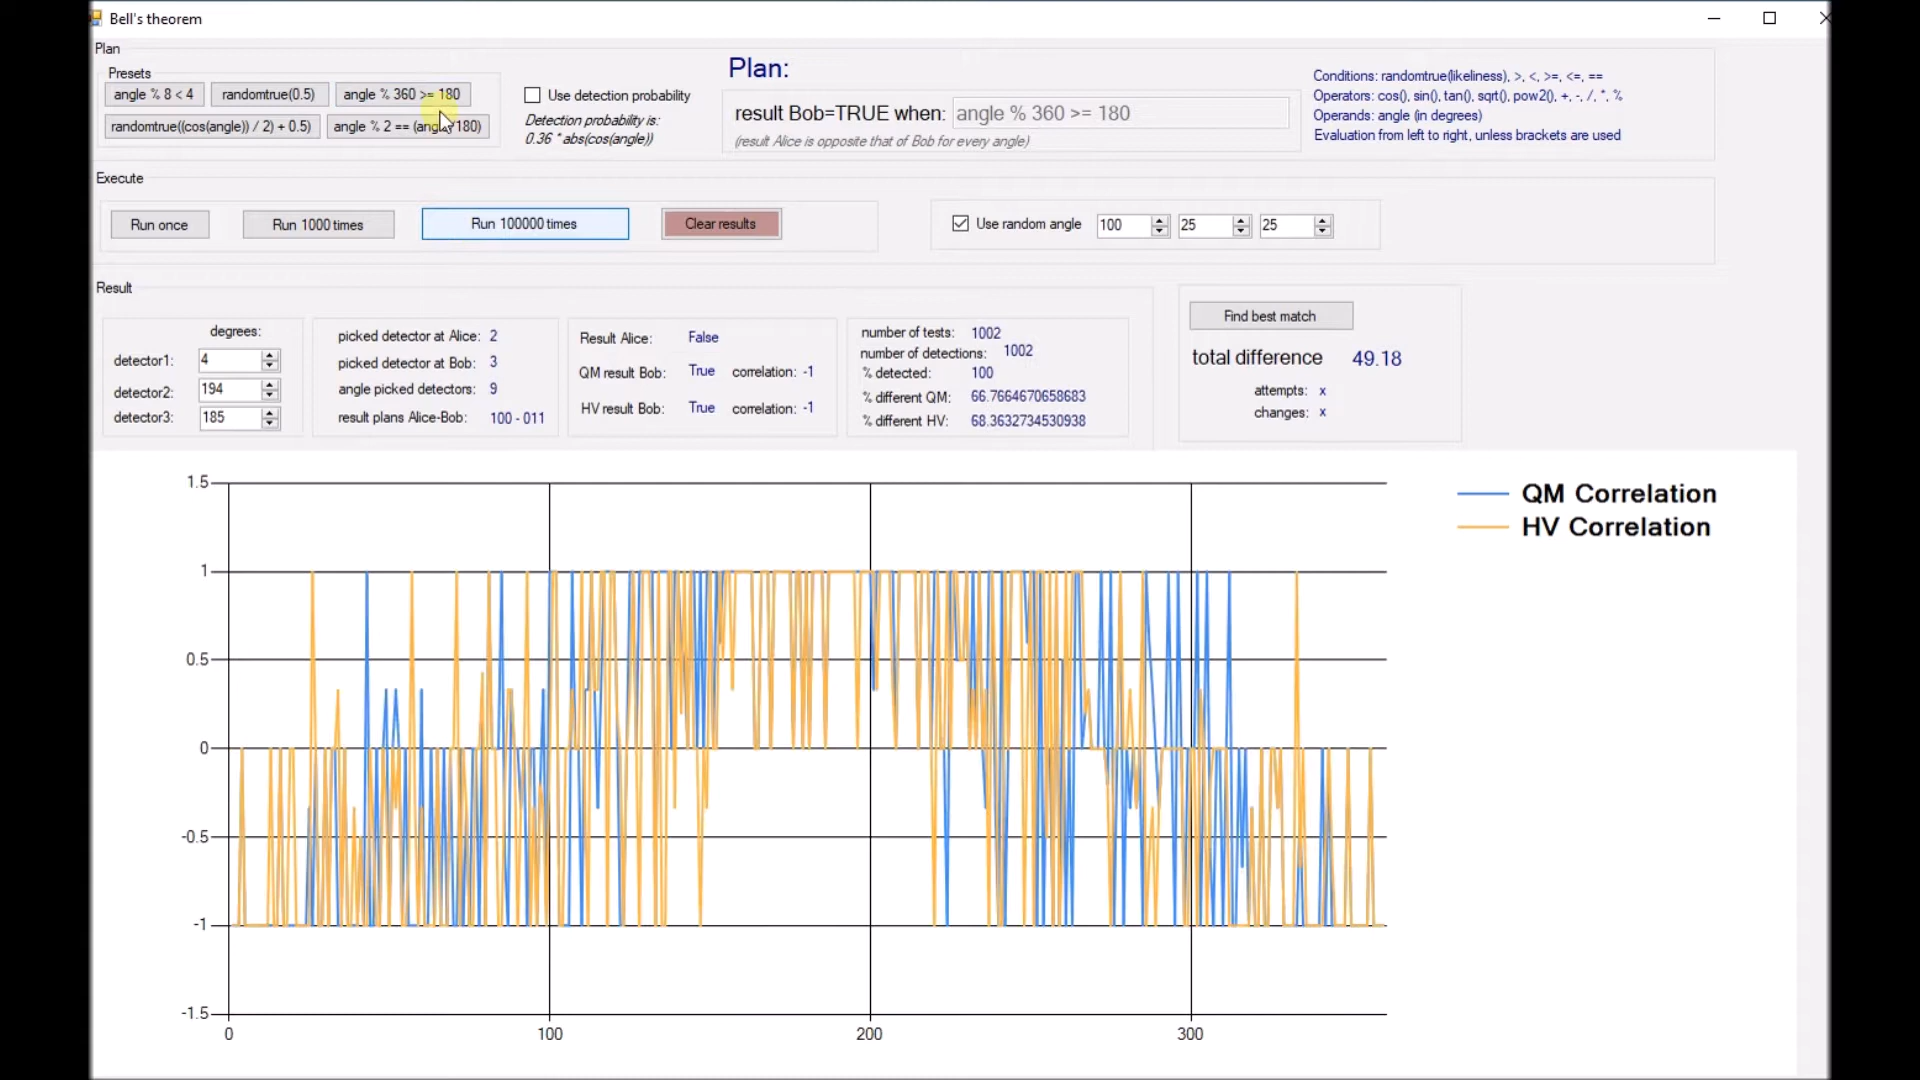 Bell's theorem
Plan
Presets
angle % 8 < 4
randomtrue(0.5)
angle % 360 >= 180
randomtrue((cos(angle)) / 2) + 0.5)
angle % 2 == (angle/180)
Use detection probability
Detection probability is:
0.36 * abs(cos(angle))
Plan:
result Bob=TRUE when: angle % 360 >= 180
(result Alice is opposite that of Bob for every angle)
Conditions: randomtrue(likeliness), >, <, >=, <=, ==
Operators: cos(), sin(), tan(), sqrt(), pow2(), +, -, /, *, %
Operands: angle (in degrees)
Evaluation from left to right, unless brackets are used
Execute
Run once
Run 1000 times
Run 100000 times
Clear results
Use random angle 100 25 25
Result
degrees:
detector1: 4
detector2: 194
detector3: 185
picked detector at Alice: 2
picked detector at Bob: 3
angle picked detectors: 9
result plans Alice-Bob: 100 - 011
Result Alice: False
QM result Bob: True correlation: -1
HV result Bob: True correlation: -1
number of tests: 1002
number of detections: 1002
% detected: 100
% different QM: 66.7664670658683
% different HV: 68.3632734530938
Find best match
total difference 49.18
attempts: x
changes: x
QM Correlation
HV Correlation
1.5
1
0.5
0
-0.5
-1
-1.5
0 100 200 300